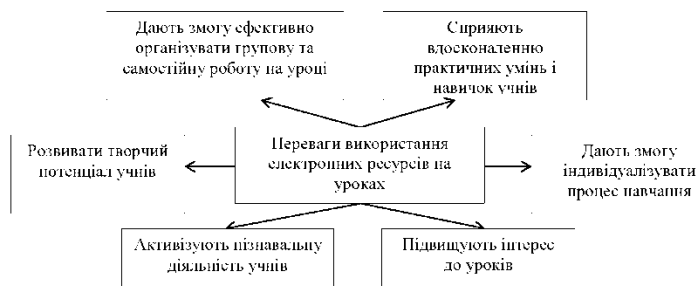 Дають змогу ефективно
організувати групову та
самостійну роботу на уроці
Сприяють
вдосконаленню
практичних умінь і
навичок учнів
Розвивати творчий
потенціал учнів
Переваги використання
електронних ресурсів на
уроках
Дають змогу
індивідуалізувати
процес навчання
Активізують пізнавальну
діяльність учнів
Підвищують інтерес
до уроків